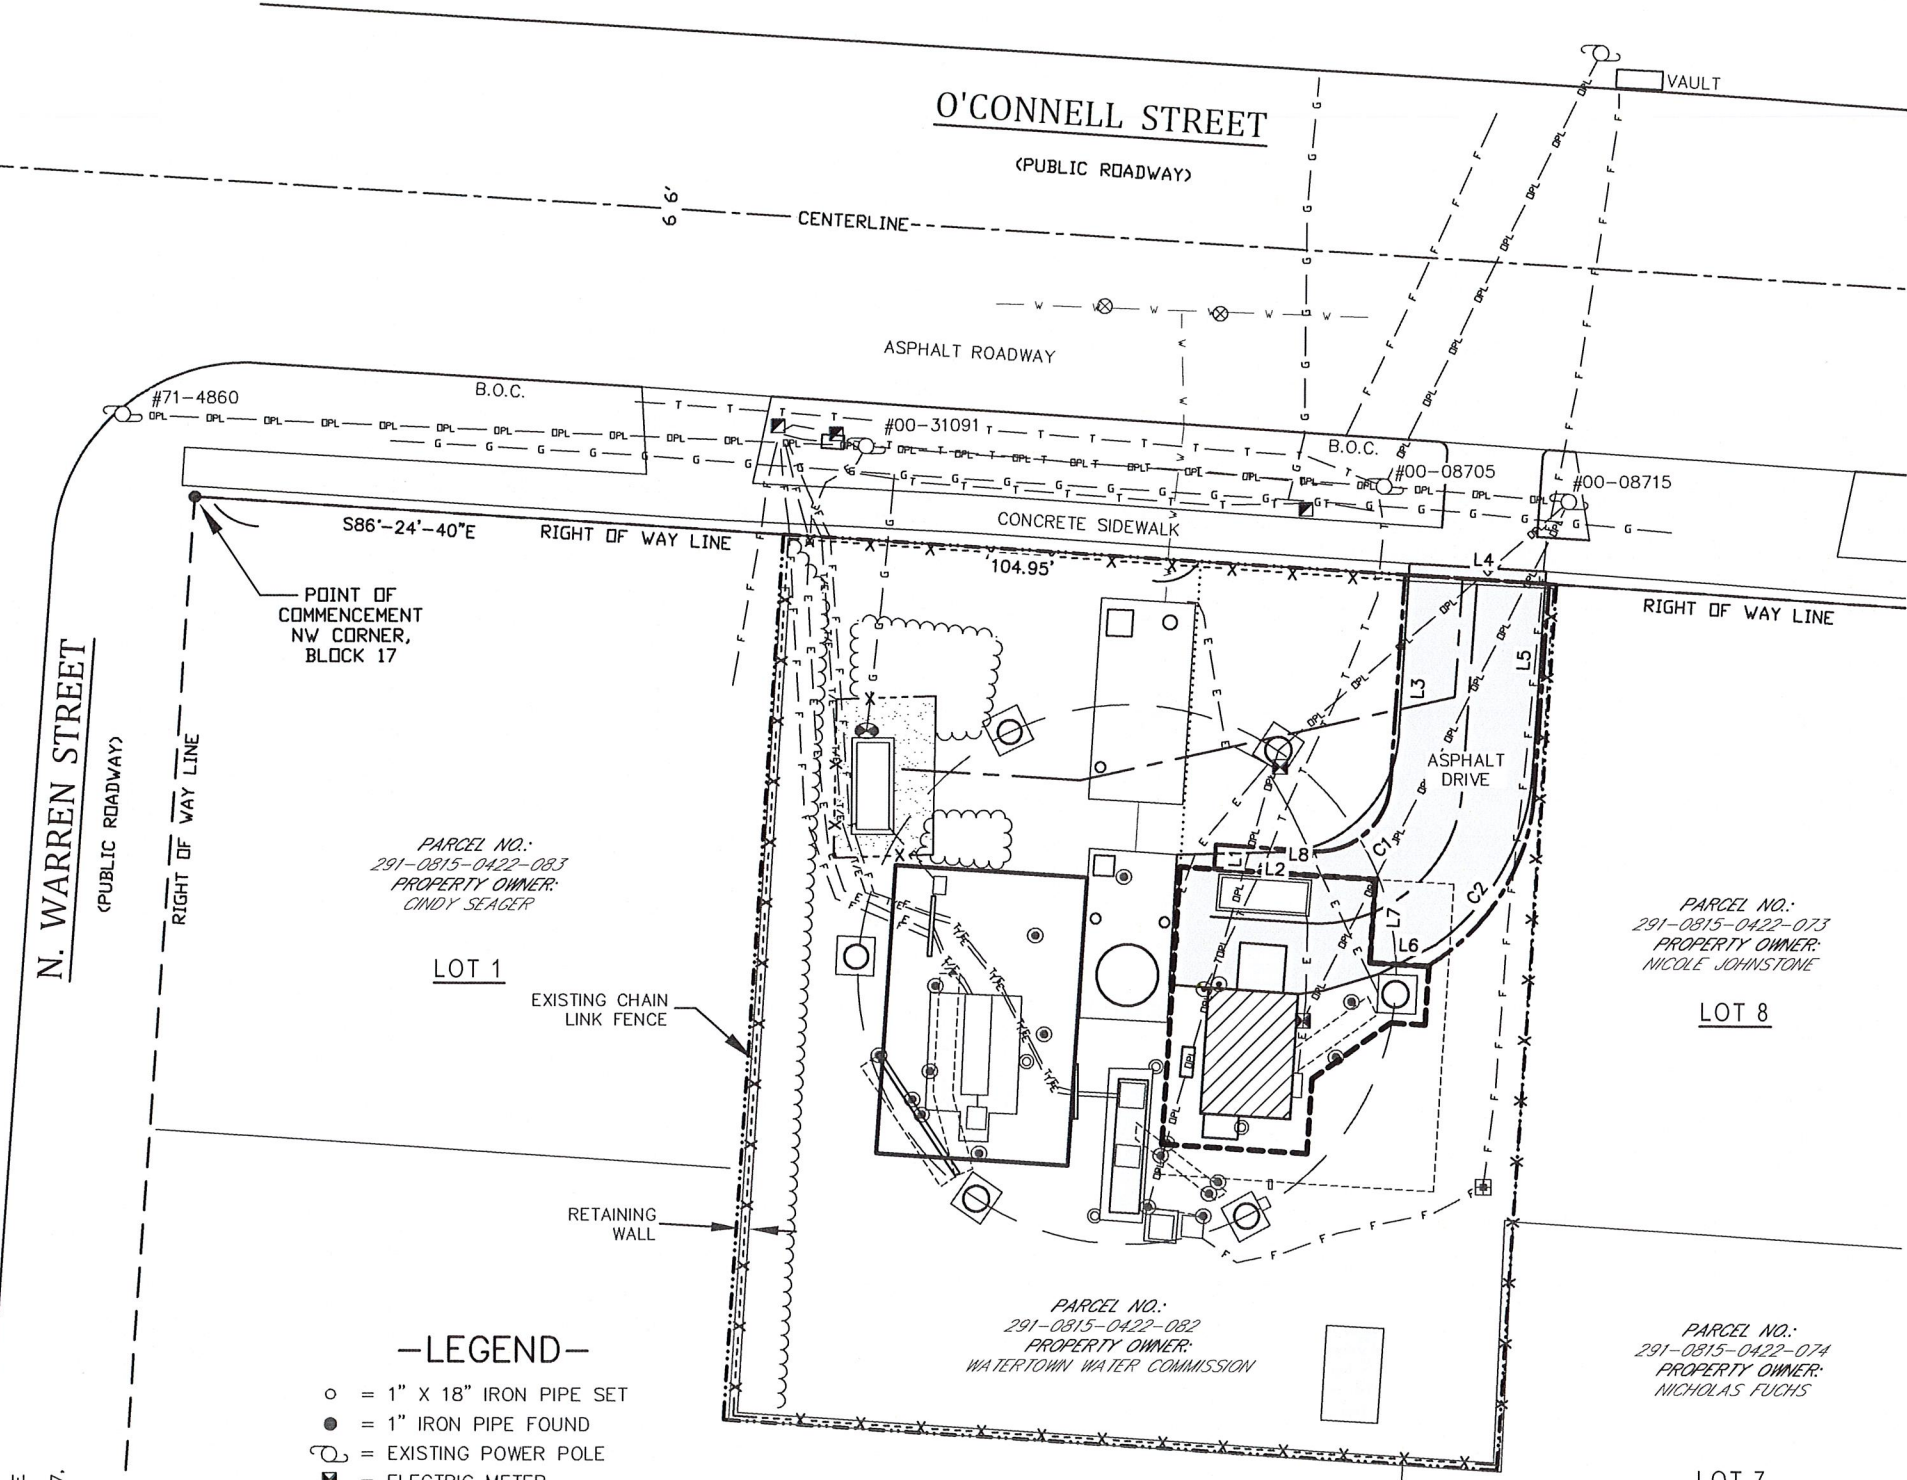 VAULT
O'CONNELL STREET
(PUBLIC ROADWAY)
66'
CENTERLINE
ASPHALT ROADWAY
B.O.C.
#71-4860
#00-31091
B.O.C.
#00-08705
#00-08715
CONCRETE SIDEWALK
S86°-24'-40"E
RIGHT OF WAY LINE
104.95'
L4
RIGHT OF WAY LINE
POINT OF
COMMENCEMENT
NW CORNER,
BLOCK 17
N. WARREN STREET
(PUBLIC ROADWAY)
RIGHT OF WAY LINE
L3
L5
ASPHALT
DRIVE
L1
L8
L2
C1
C2
L7
L6
PARCEL NO.:
291-0815-0422-083
PROPERTY OWNER:
CINDY SEAGER
LOT 1
PARCEL NO.:
291-0815-0422-073
PROPERTY OWNER:
NICOLE JOHNSTONE
LOT 8
EXISTING CHAIN
LINK FENCE
RETAINING
WALL
PARCEL NO.:
291-0815-0422-082
PROPERTY OWNER:
WATERTOWN WATER COMMISSION
PARCEL NO.:
291-0815-0422-074
PROPERTY OWNER:
NICHOLAS FUCHS
LOT 7
-LEGEND-
= 1" X 18" IRON PIPE SET
= 1" IRON PIPE FOUND
= EXISTING POWER POLE
= ELECTRIC METER